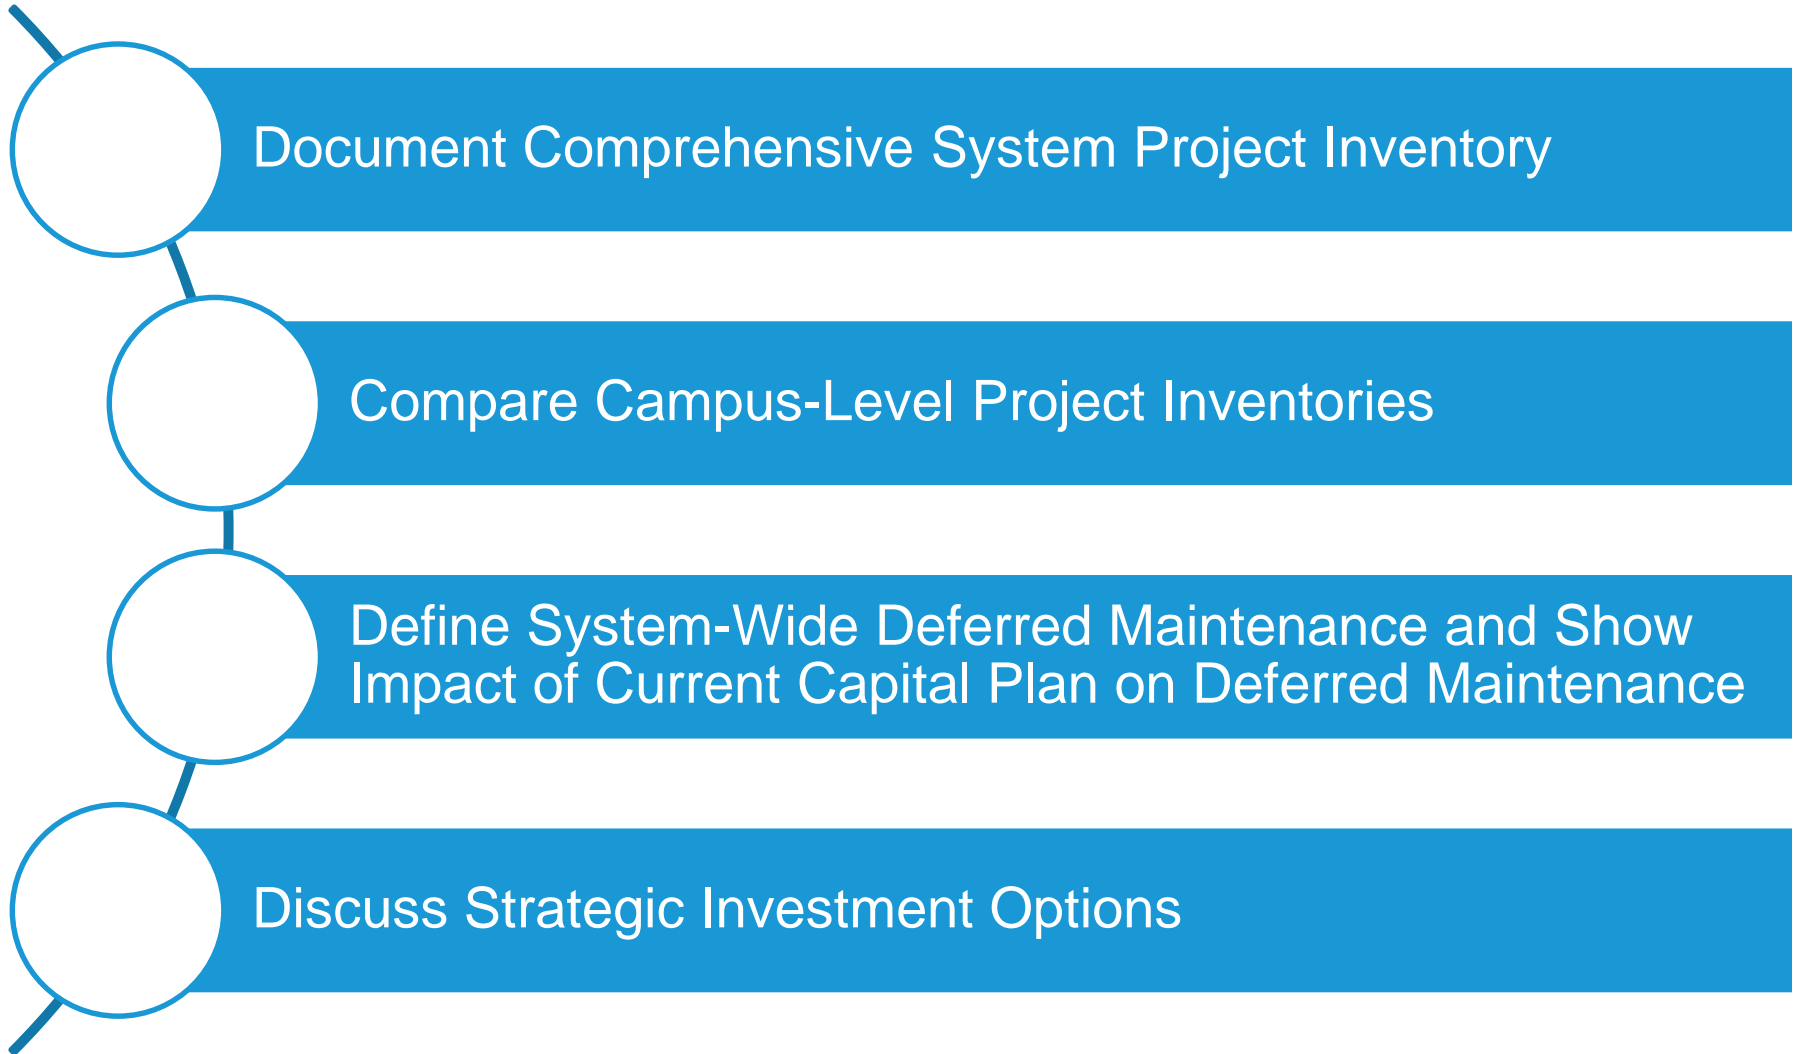 Document Comprehensive System Project Inventory
Compare Campus-Level Project Inventories
Define System-Wide Deferred Maintenance and Show
Impact of Current Capital Plan on Deferred Maintenance
Discuss Strategic Investment Options